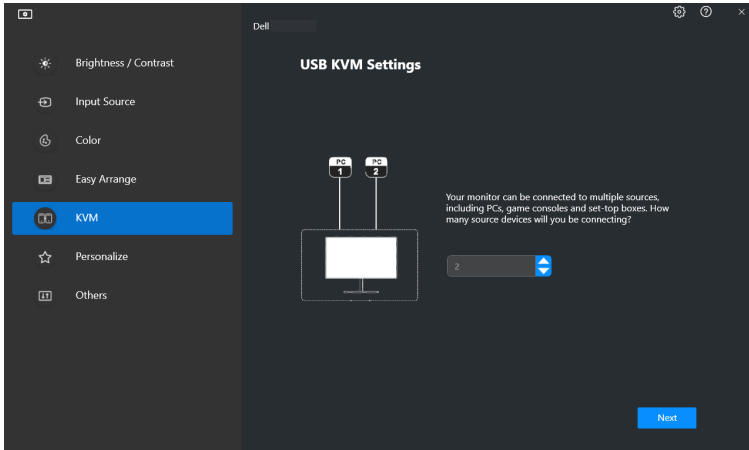 Dell
Brightness / Contrast
Input Source
Color
Easy Arrange
KVM
Personalize
Others
USB KVM Settings
PC PC
1 2
Your monitor can be connected to multiple sources,
including PCs, game consoles and set-top boxes. How
many source devices will you be connecting?
2
Next